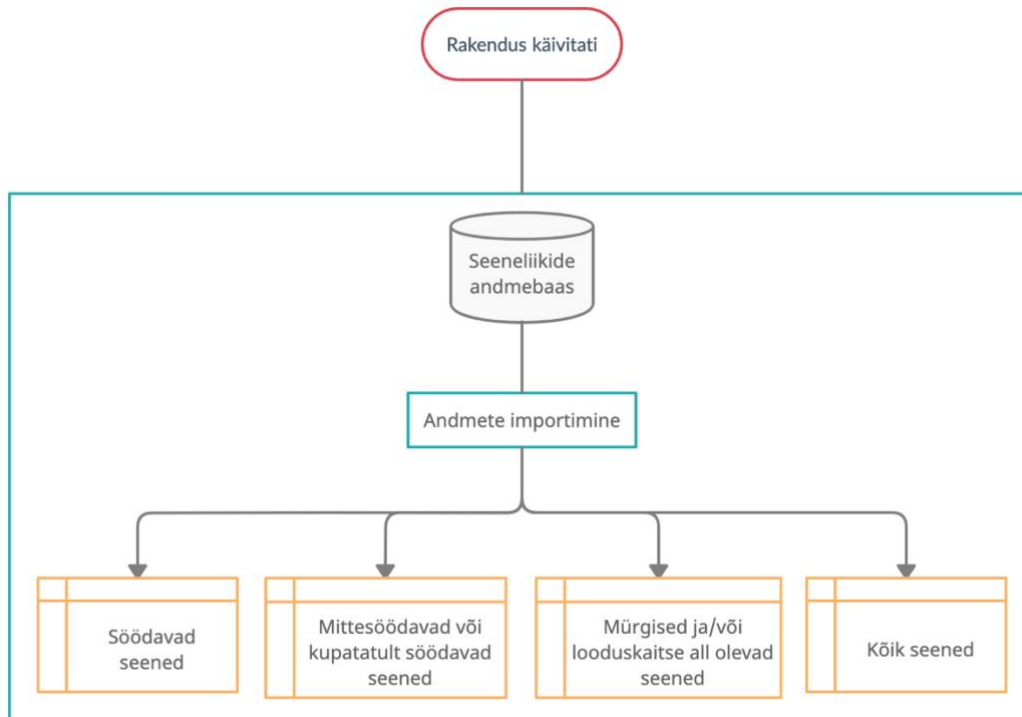 Rakendus käivitati
Seeneliikide
andmebaas
Andmete importimine
Söödavad
seened
Mittesöödavad või
kupatatult söödavad
seened
Mürgised ja/või
looduskaitse all olevad
seened
Kõik seened